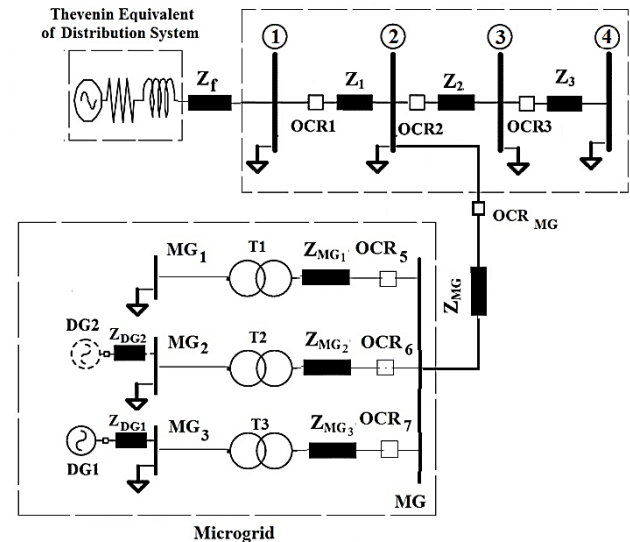 Thevenin Equivalent
of Distribution System
Zf
1
2
3
4
Z1
Z2
Z3
OCR1
OCR2
OCR3
OCR MG
ZMG
MG1
T1
ZMG1
OCR5
DG2
ZDG2
MG2
T2
ZMG2
OCR6
DG1
ZDG1
MG3
T3
ZMG3
OCR7
MG
Microgrid